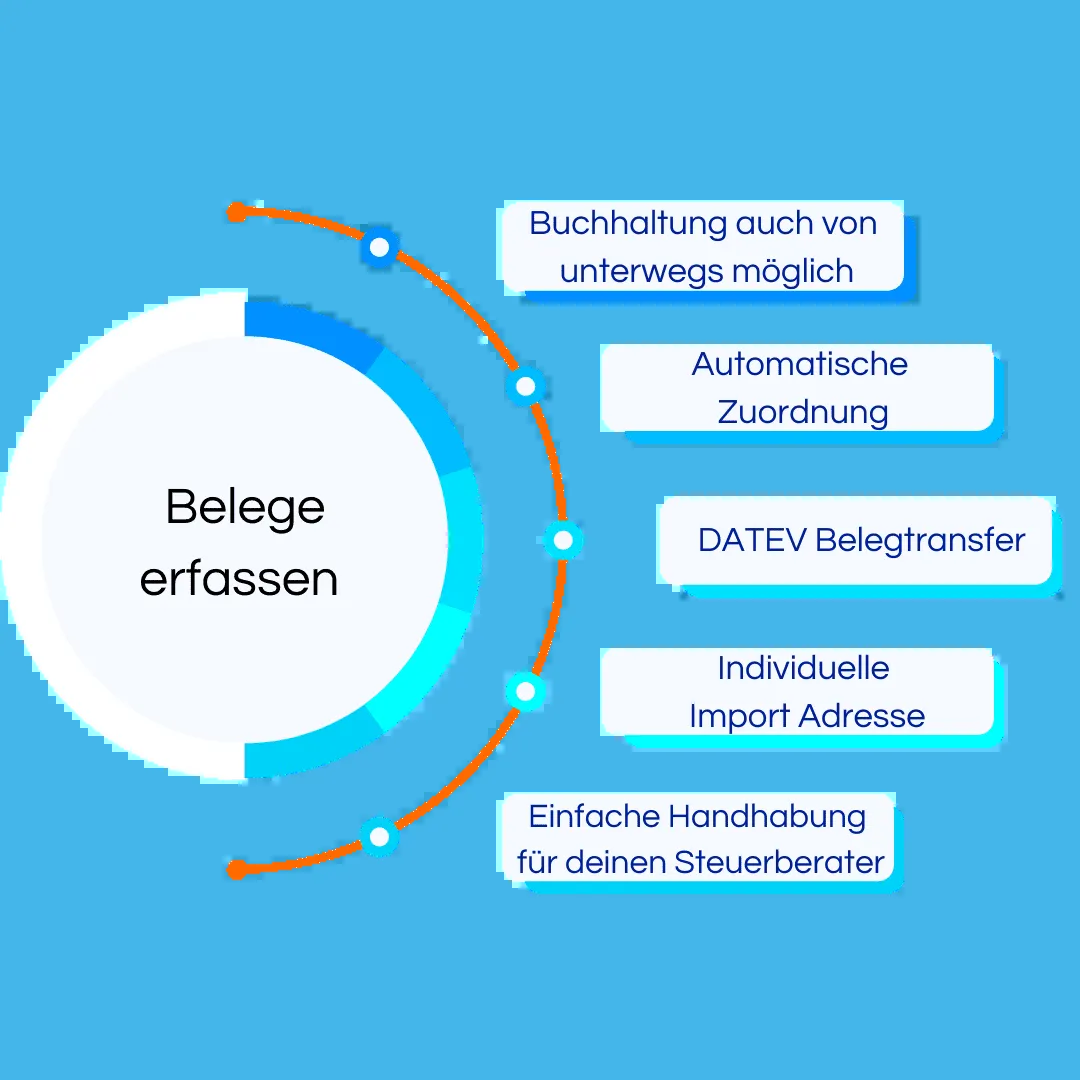 Belege
erfassen
Buchhaltung auch von
unterwegs möglich
Automatische
Zuordnung
DATEV Belegtransfer
Individuelle
Import Adresse
Einfache Handhabung
für deinen Steuerberater